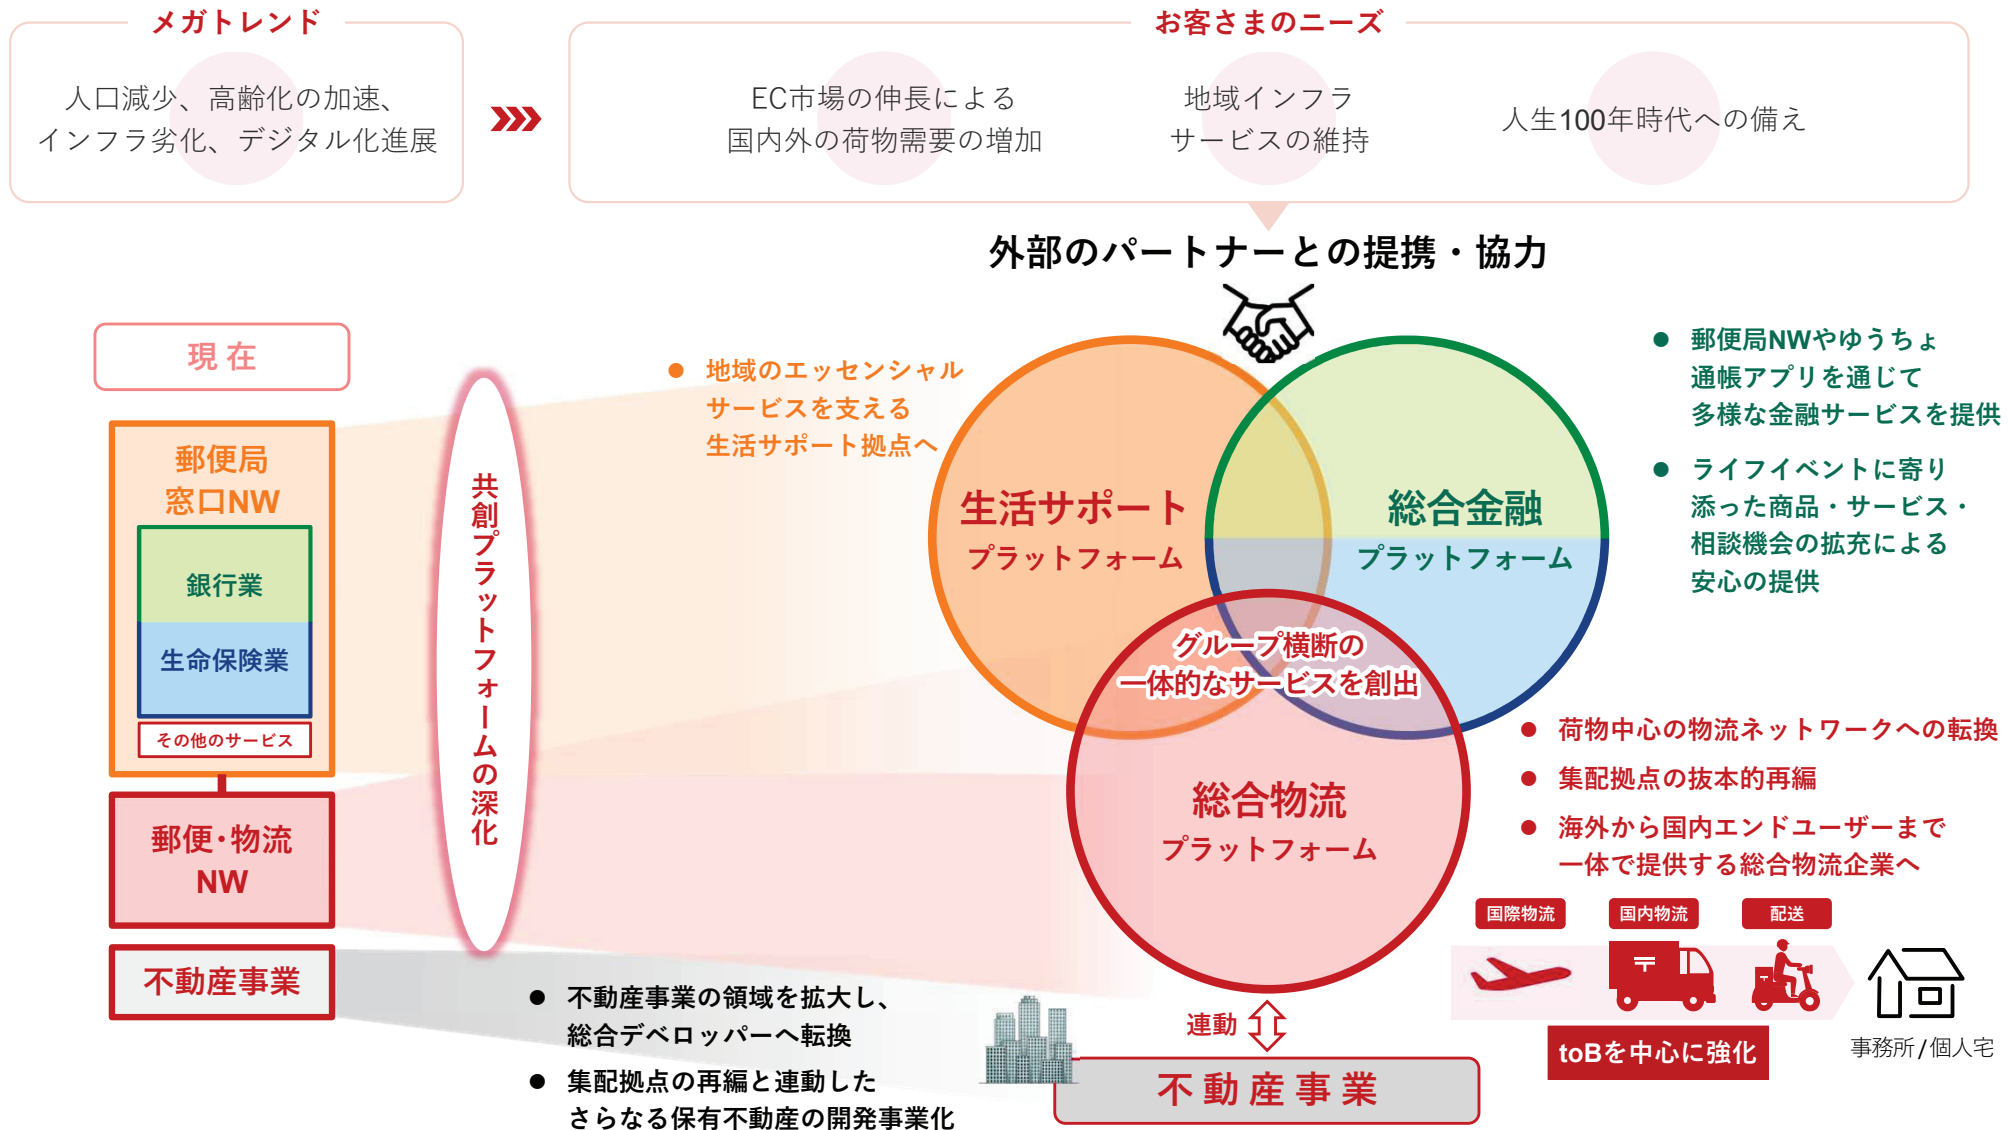 メガトレンド
人口減少、高齢化の加速、
インフラ劣化、デジタル化進展
お客さまのニーズ
EC市場の伸長による
国内外の荷物需要の増加
地域インフラ
サービスの維持
人生100年時代への備え
外部のパートナーとの提携・協力
現在
郵便局
窓口NW
銀行業
生命保険業
その他のサービス
郵便・物流
NW
不動産事業
共創プラットフォームの深化
● 地域のエッセンシャル
サービスを支える
生活サポート拠点へ
生活サポート
プラットフォーム
総合金融
プラットフォーム
グループ横断の
一体的なサービスを創出
総合物流
プラットフォーム
● 郵便局NWやゆうちょ
通帳アプリを通じて
多様な金融サービスを提供
● ライフイベントに寄り
添った商品・サービス・
相談機会の拡充による
安心の提供
● 荷物中心の物流ネットワークへの転換
● 集配拠点の抜本的再編
● 海外から国内エンドユーザーまで
一体で提供する総合物流企業へ
国際物流
国内物流
配送
〒
toBを中心に強化
事務所/個人宅
● 不動産事業の領域を拡大し、
総合デベロッパーへ転換
● 集配拠点の再編と連動した
さらなる保有不動産の開発事業化
連動
不動産事業